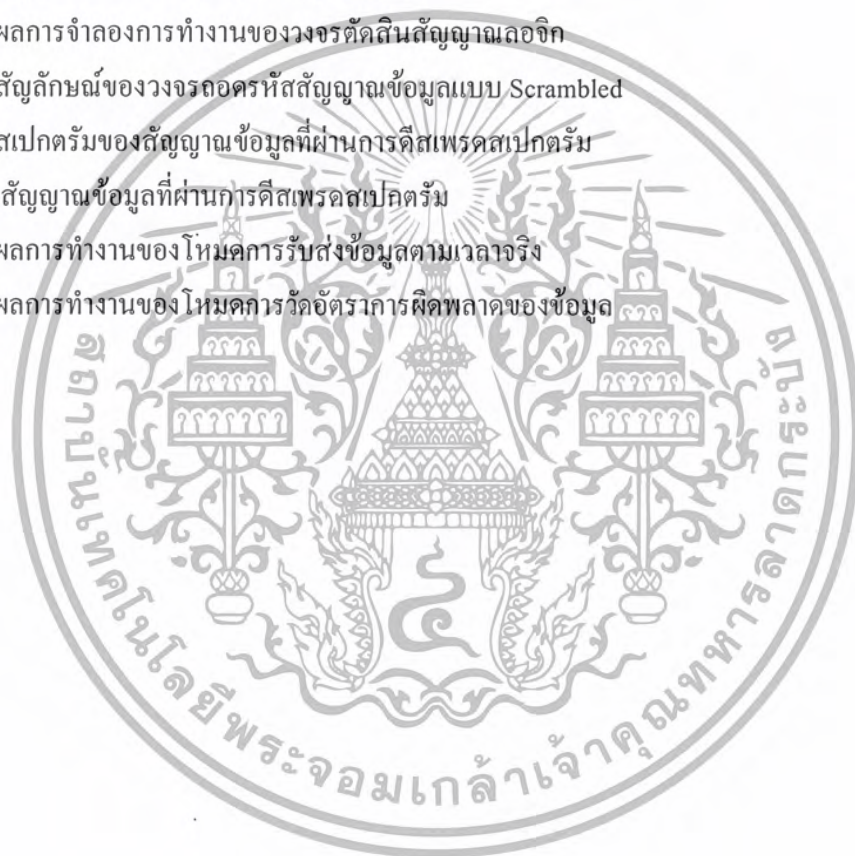 ผลการจำลองการทำงานของวงจรตัดสินสัญญาณลอจิก
สัญลักษณ์ของวงจรถอดรหัสสัญญาณข้อมูลแบบ Scrambled
สเปกตรัมของสัญญาณข้อมูลที่ผ่านการดีสเพรดสเปกตรัม
สัญญาณข้อมูลที่ผ่านการดีสเพรดสเปกตรัม
ผลการทำงานของโหมดการรับส่งข้อมูลตามเวลาจริง
ผลการทำงานของโหมดการวัดอัตราการผิดพลาดของข้อมูล
สถาบันเทคโนโลยีพระจอมเกล้าเจ้าคุณทหารลาดกระบัง
๔